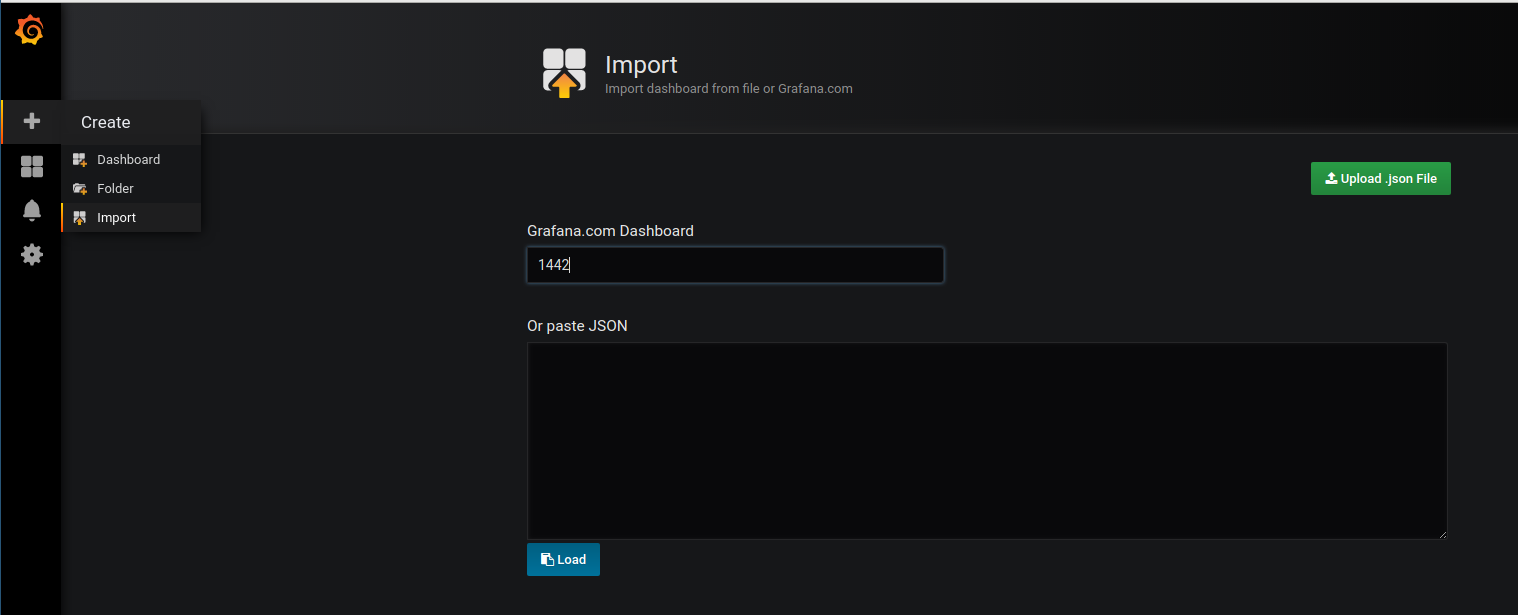 Import
Import dashboard from file or Grafana.com
Create
Dashboard
Folder
Import
Upload .json File
Grafana.com Dashboard
1442
Or paste JSON
Load